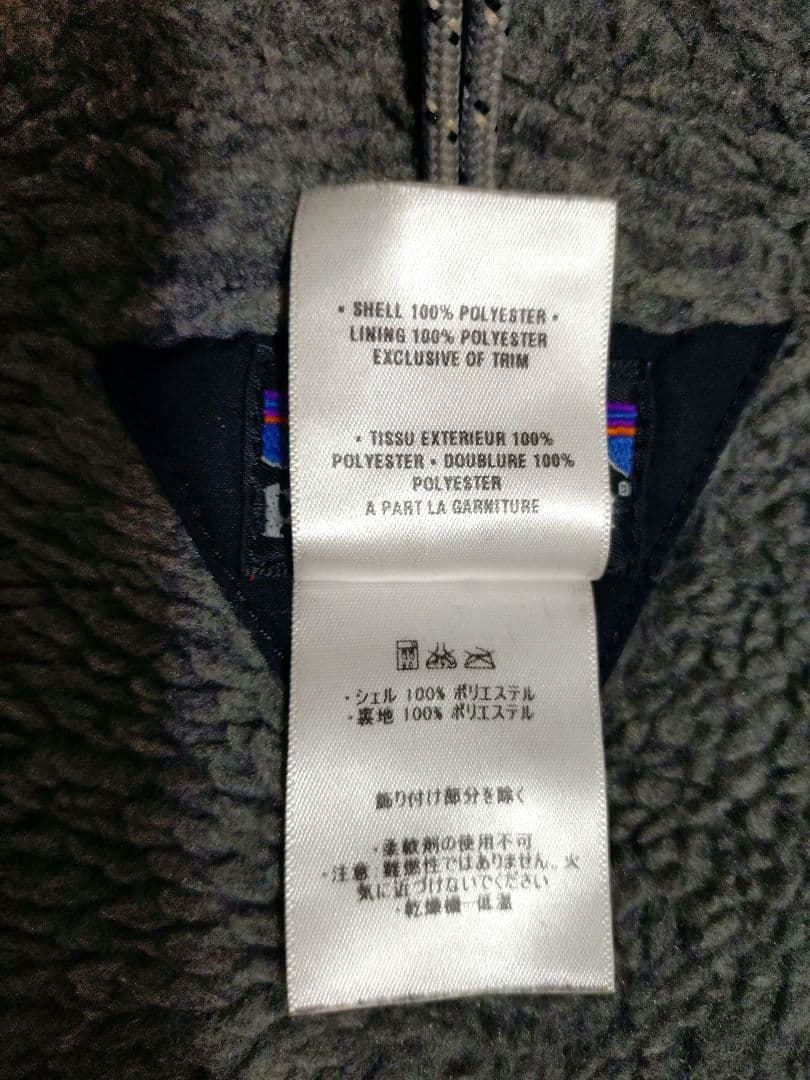 • SHELL 100% POLYESTER •
LINING 100% POLYESTER
EXCLUSIVE OF TRIM
• TISSU EXTERIEUR 100%
POLYESTER • DOUBLURE 100%
POLYESTER
A PART LA GARNITURE
・シェル 100% ポリエステル
・裏地 100% ポリエステル
飾り付け部分を除く
・柔軟剤の使用不可
・注意 難燃性ではありません、火
気に近づけないでください
・乾燥機－低温